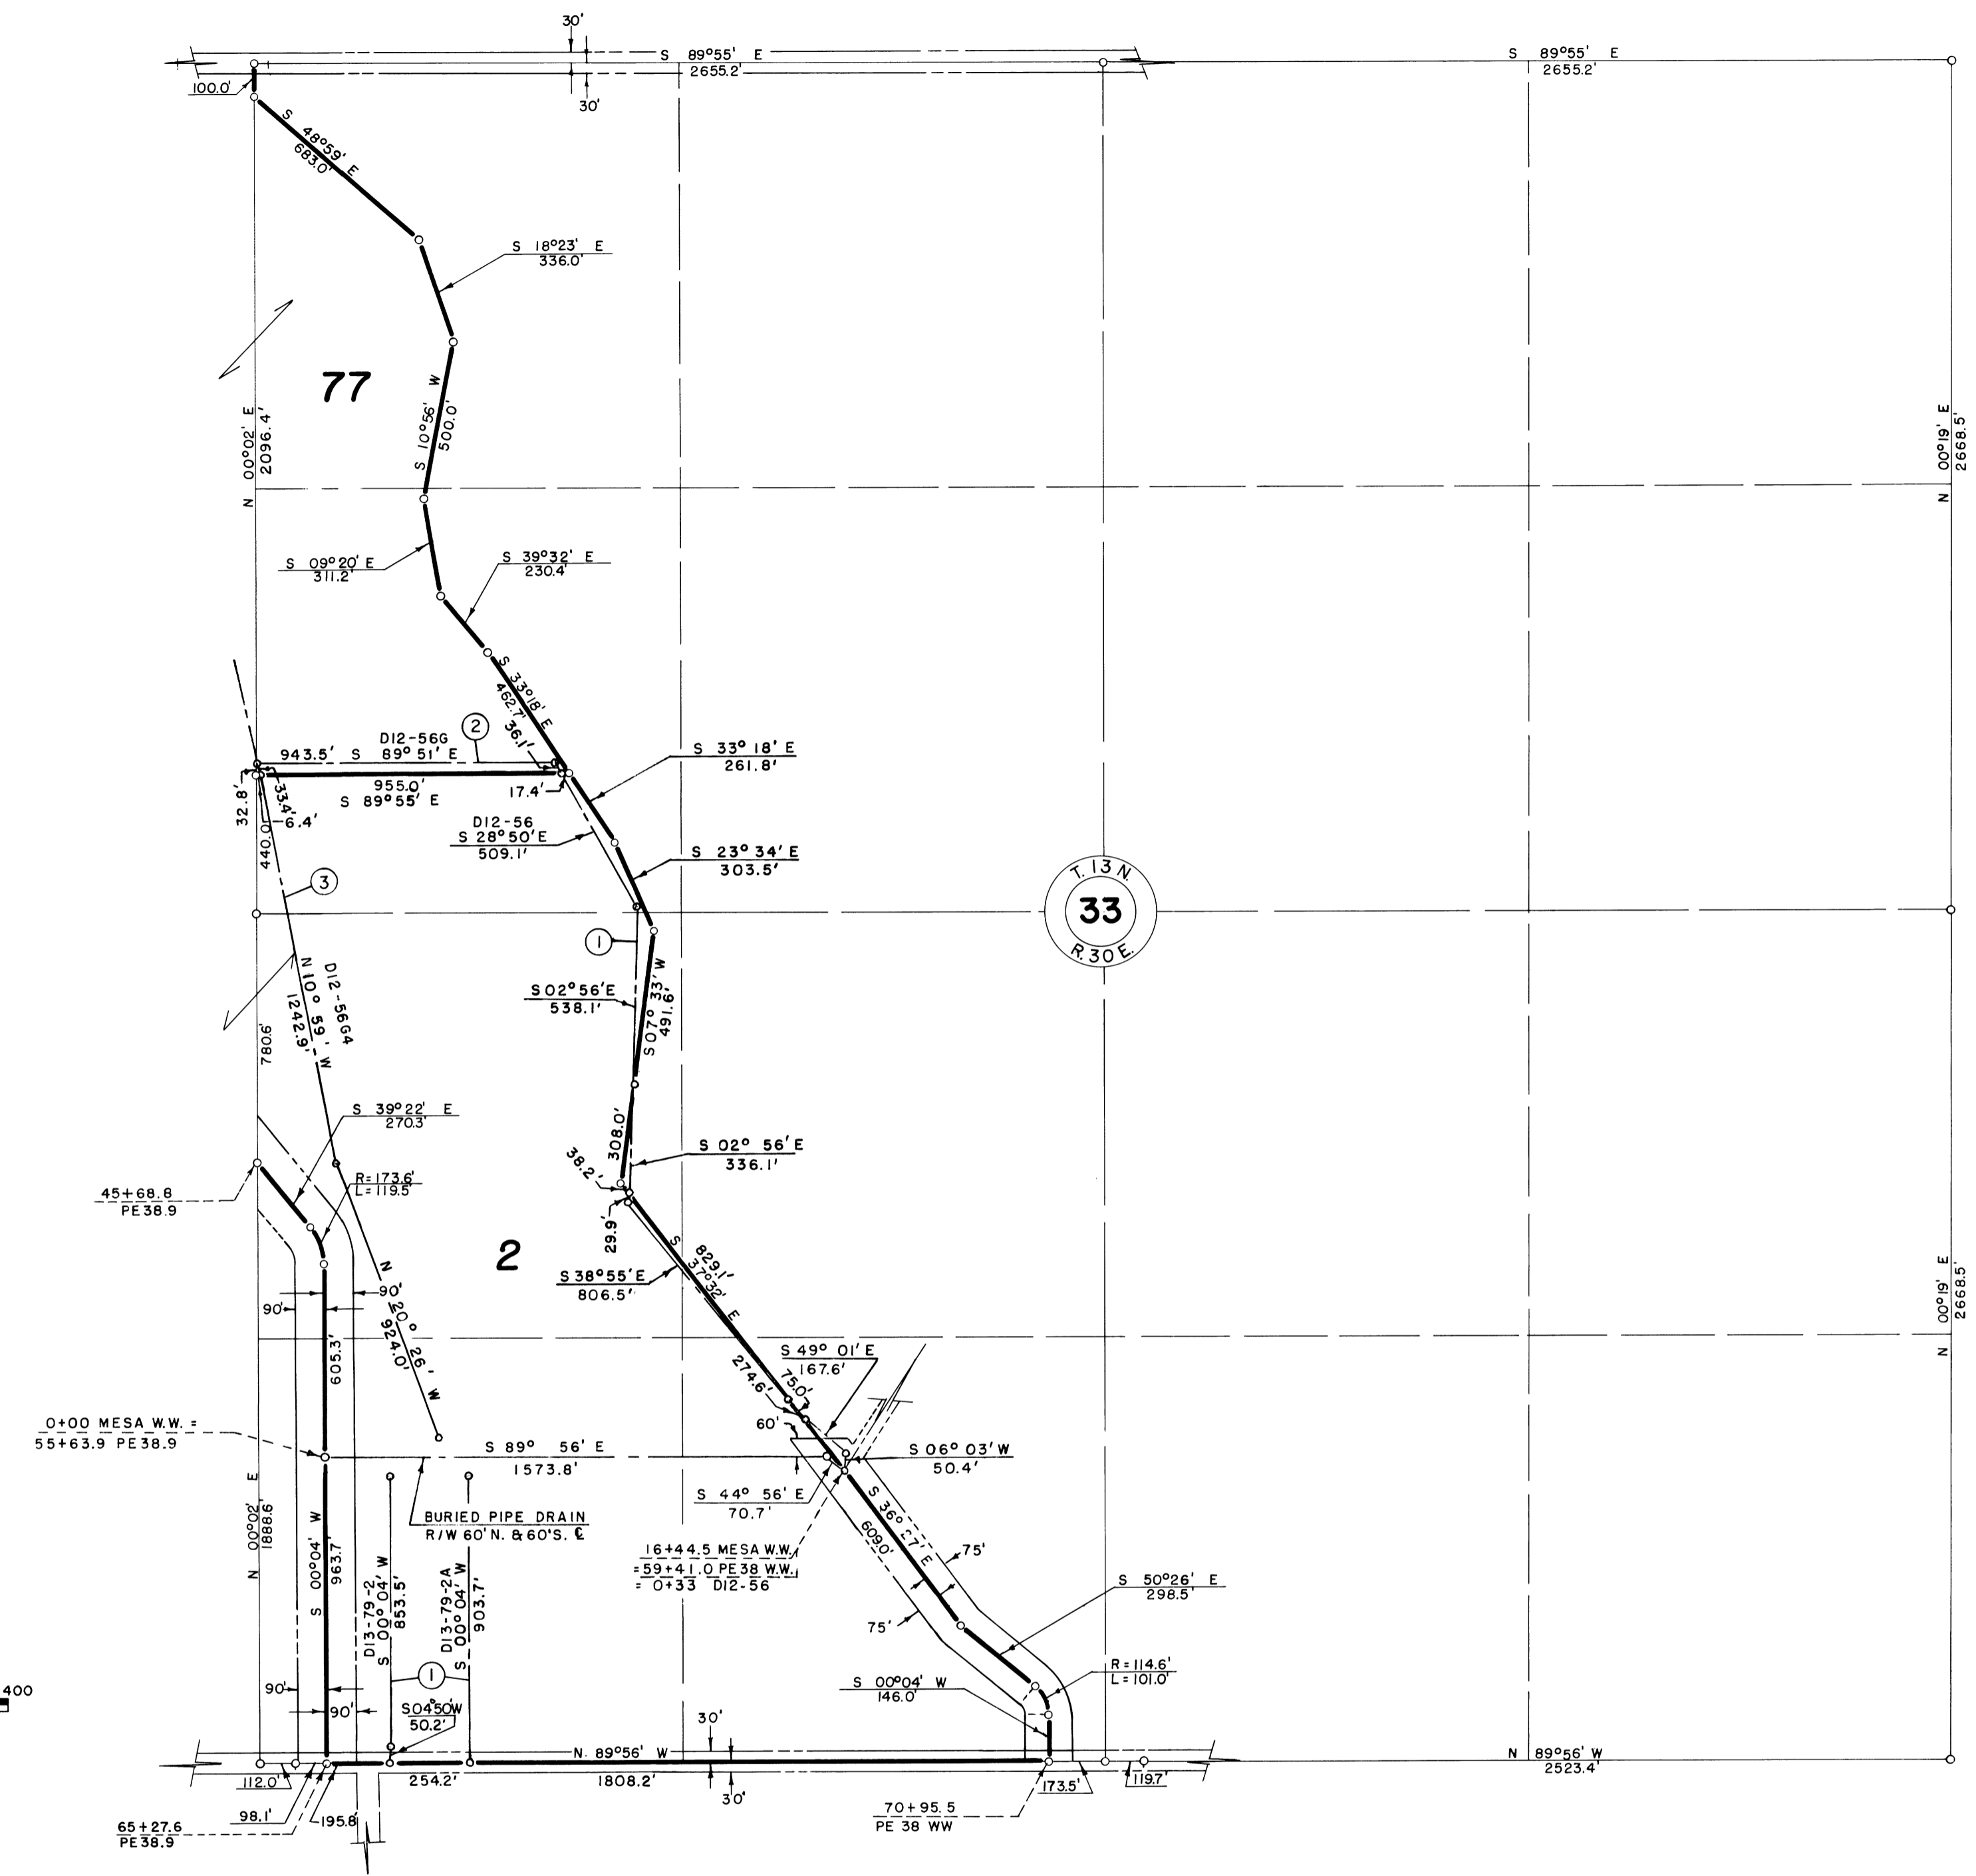 30'
S 89°55' E
2655.2'
S 89°55' E
2655.2'
100.0'
30'
S 48°59' E
683.0'
S 18°23' E
336.0'
77
S 10°56' W
500.0'
N 00°02' E
2096.4'
N 00°19' E
2668.5'
S 09°20' E
311.2'
S 39°32' E
230.4'
S 33°18' E
462.7'
36.1'
2
D12-56G
943.5' S 89°51' E
S 33°18' E
261.8'
955.0'
S 89°55' E
17.4'
32.8'
33.4'
6.4'
440.0
D12-56
S 28°50' E
509.1'
S 23°34' E
303.5'
3
T. 13 N.
33
R. 30 E.
1
D12-56G4
N 10°59' W
1242.9'
S 02°56' E
538.1'
S 07°33' W
491.6'
780.6'
S 39°22' E
270.3'
308.0'
S 02°56' E
336.1'
38.2'
R=173.6'
L=119.5'
45+68.8
PE38.9
29.9'
2
S 38°55' E
806.5'
829.1'
S 37°32' E
N 00°19' E
2668.5'
90'
90'
N 20°26' W
924.0'
605.3'
S 49°01' E
167.6'
274.6'
75.0'
60'
0+00 MESA W.W. =
55+63.9 PE38.9
S 89°56' E
1573.8'
S 06°03' W
50.4'
S 44°56' E
70.7'
BURIED PIPE DRAIN
R/W 60' N. & 60' S. ℄
N 00°02' E
1888.6'
S 00°04' W
963.7'
D13-79-2
S 00°04' W
853.5'
D13-79-2A
S 00°04' W
903.7'
16+44.5 MESA W.W.
=59+41.0 PE38 W.W.
= 0+33 D12-56
S 36°27' E
609.0'
75'
75'
S 50°26' E
298.5'
1
R=114.6'
L=101.0'
S 00°04' W
146.0'
400
90'
90'
S04°50'W
50.2'
30'
N 89°56' W
N 89°56' W
2523.4'
112.0'
254.2'
1808.2'
30'
173.5'
119.7'
98.1'
195.8'
65+27.6
PE38.9
70+95.5
PE 38 WW